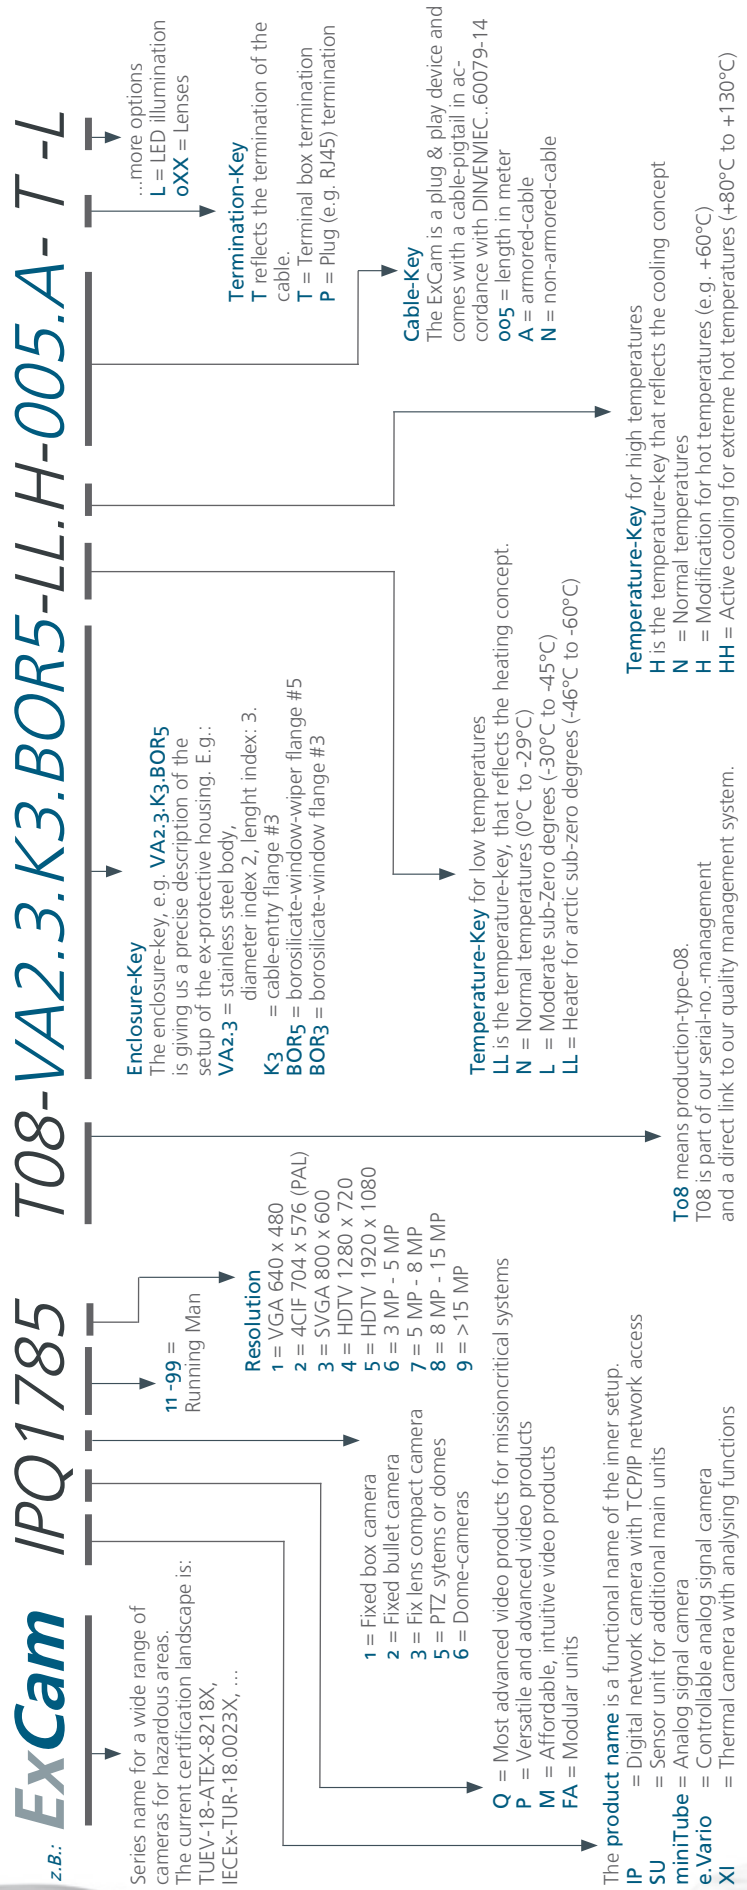 z.B.: ExCam IPQ1785 T08-VA2.3.K3.BOR5-LL.H-005.A- T -L
Series name for a wide range of
cameras for hazardous areas.
The current certification landscape is:
TUEV-18-ATEX-8218X,
IECEx-TUR-18.0023X, ...
The product name is a functional name of the inner setup.
IP = Digital network camera with TCP/IP network access
SU = Sensor unit for additional main units
miniTube = Analog signal camera
e.Vario = Controllable analog signal camera
XI = Thermal camera with analysing functions
Q = Most advanced video products for missioncritical systems
P = Versatile and advanced video products
M = Affordable, intuitive video products
FA = Modular units
1 = Fixed box camera
2 = Fixed bullet camera
3 = Fix lens compact camera
5 = PTZ sytems or domes
6 = Dome-cameras
11 -99 =
Running Man
Resolution
1 = VGA 640 x 480
2 = 4CIF 704 x 576 (PAL)
3 = SVGA 800 x 600
4 = HDTV 1280 x 720
5 = HDTV 1920 x 1080
6 = 3 MP - 5 MP
7 = 5 MP - 8 MP
8 = 8 MP - 15 MP
9 = >15 MP
T08 means production-type-08.
T08 is part of our serial-no.-management
and a direct link to our quality management system.
Enclosure-Key
The enclosure-key, e.g. VA2.3.K3.BOR5
is giving us a precise description of the
setup of the ex-protective housing. E.g.:
VA2.3 = stainless steel body,
diameter index 2, lenght index: 3.
K3 = cable-entry flange #3
BOR5 = borosilicate-window-wiper flange #5
BOR3 = borosilicate-window flange #3
Temperature-Key for low temperatures
LL is the temperature-key, that reflects the heating concept.
N = Normal temperatures (0°C to -29°C)
L = Moderate sub-Zero degrees (-30°C to -45°C)
LL = Heater for arctic sub-zero degrees (-46°C to -60°C)
Temperature-Key for high temperatures
H is the temperature-key that reflects the cooling concept
N = Normal temperatures
H = Modification for hot temperatures (e.g. +60°C)
HH = Active cooling for extreme hot temperatures (+80°C to +130°C)
Cable-Key
The ExCam is a plug & play device and
comes with a cable-pigtail in ac-
cordance with DIN/EN/IEC..60079-14
005 = length in meter
A = armored-cable
N = non-armored-cable
Termination-Key
T reflects the termination of the
cable.
T = Terminal box termination
P = Plug (e.g. RJ45) termination
...more options
L = LED illumination
oXX = Lenses